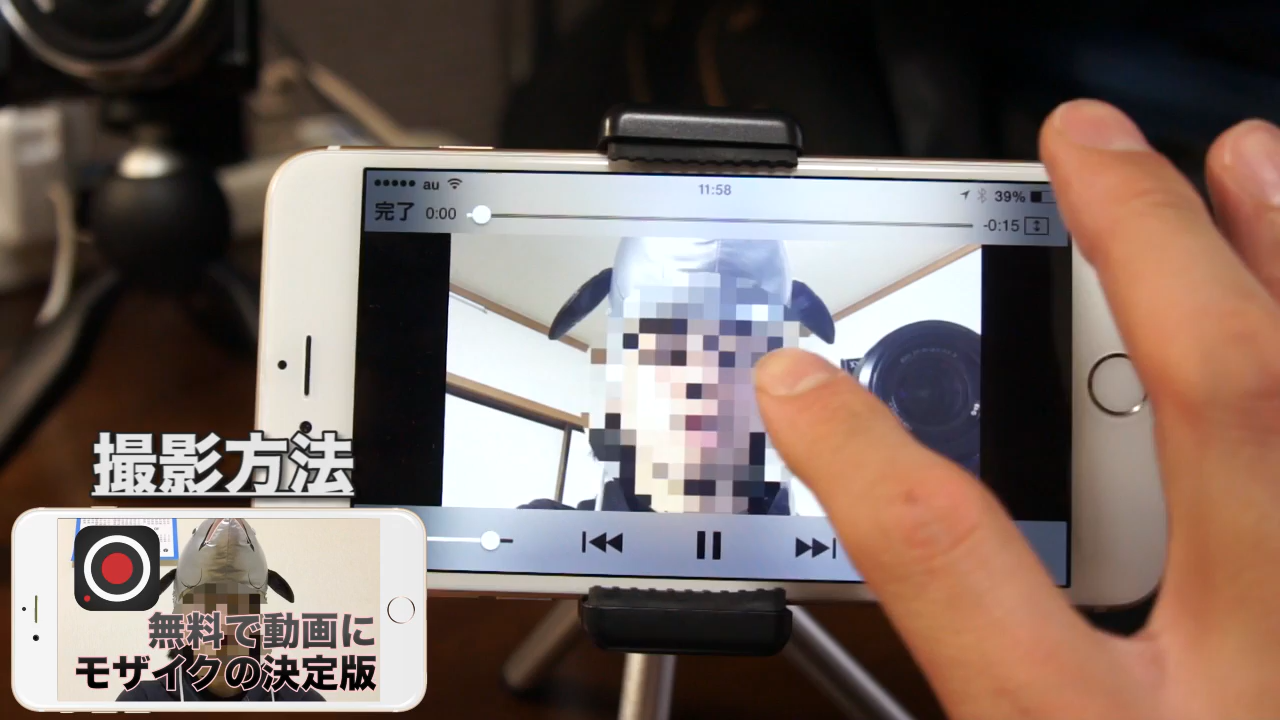 au 11:58 39%
完了 0:00 -0:15
撮影方法
無料で動画に
モザイクの決定版